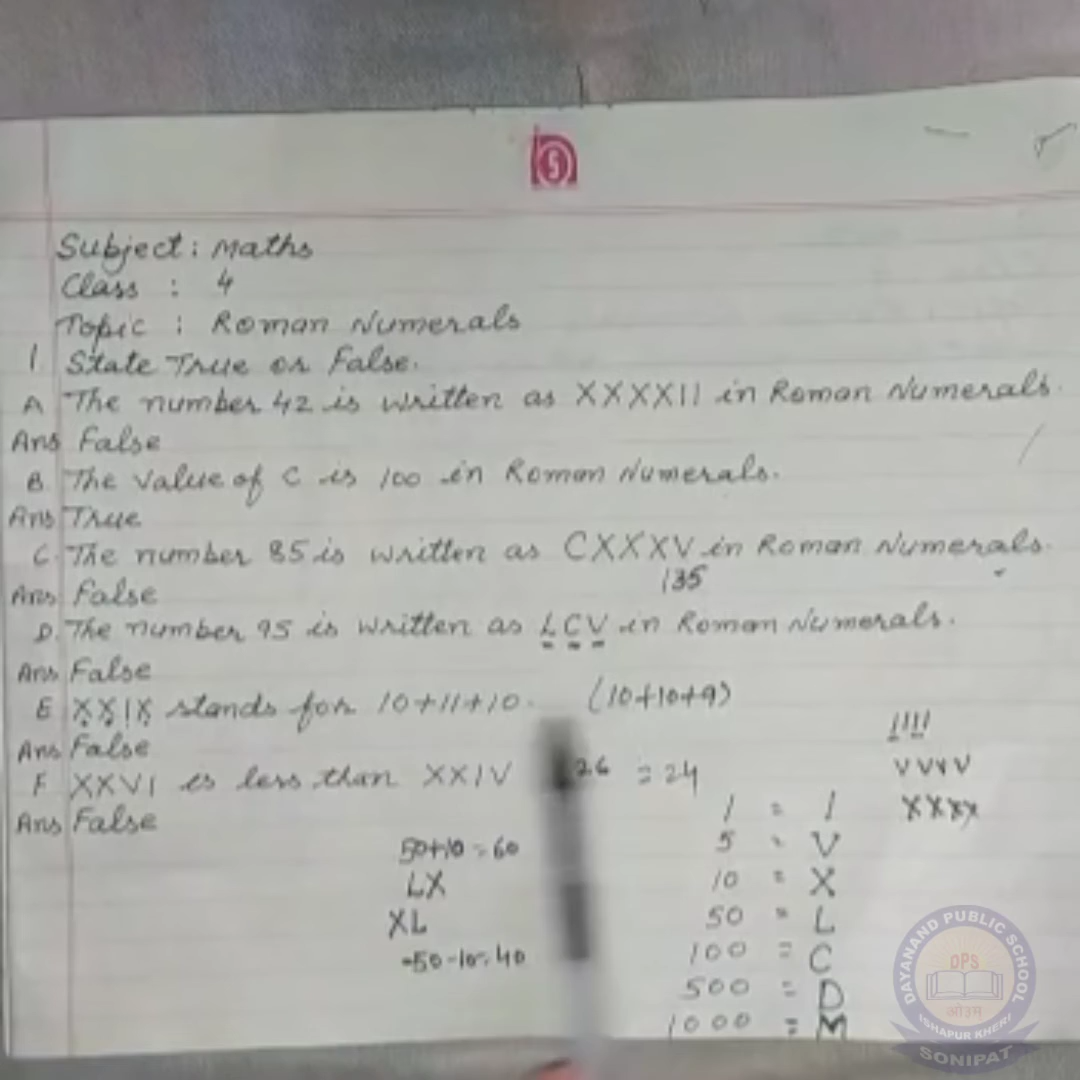 5
Subject: Maths
Class : 4
Topic : Roman Numerals
1. State True or False.
A The number 42 is written as XXXXII in Roman Numerals.
Ans False
B. The value of C is 100 in Roman Numerals.
Ans True
C. The number 85 is written as CXXXV in Roman Numerals.
135
Ans False
D. The number 95 is written as LCV in Roman Numerals.
Ans False
E XXIX stands for 10+11+10. (10+10+9)
Ans False
F. XXVI is less than XXIV 26 = 24
Ans False
IIII
VVVV
XXXX
50+10=60
LX
XL
-50-10=40
1 = I
5 = V
10 = X
50 = L
100 = C
500 = D
1000 = M
DAYANAND PUBLIC SCHOOL
DPS
ओ३म
ISHAPUR KHERI
SONIPAT